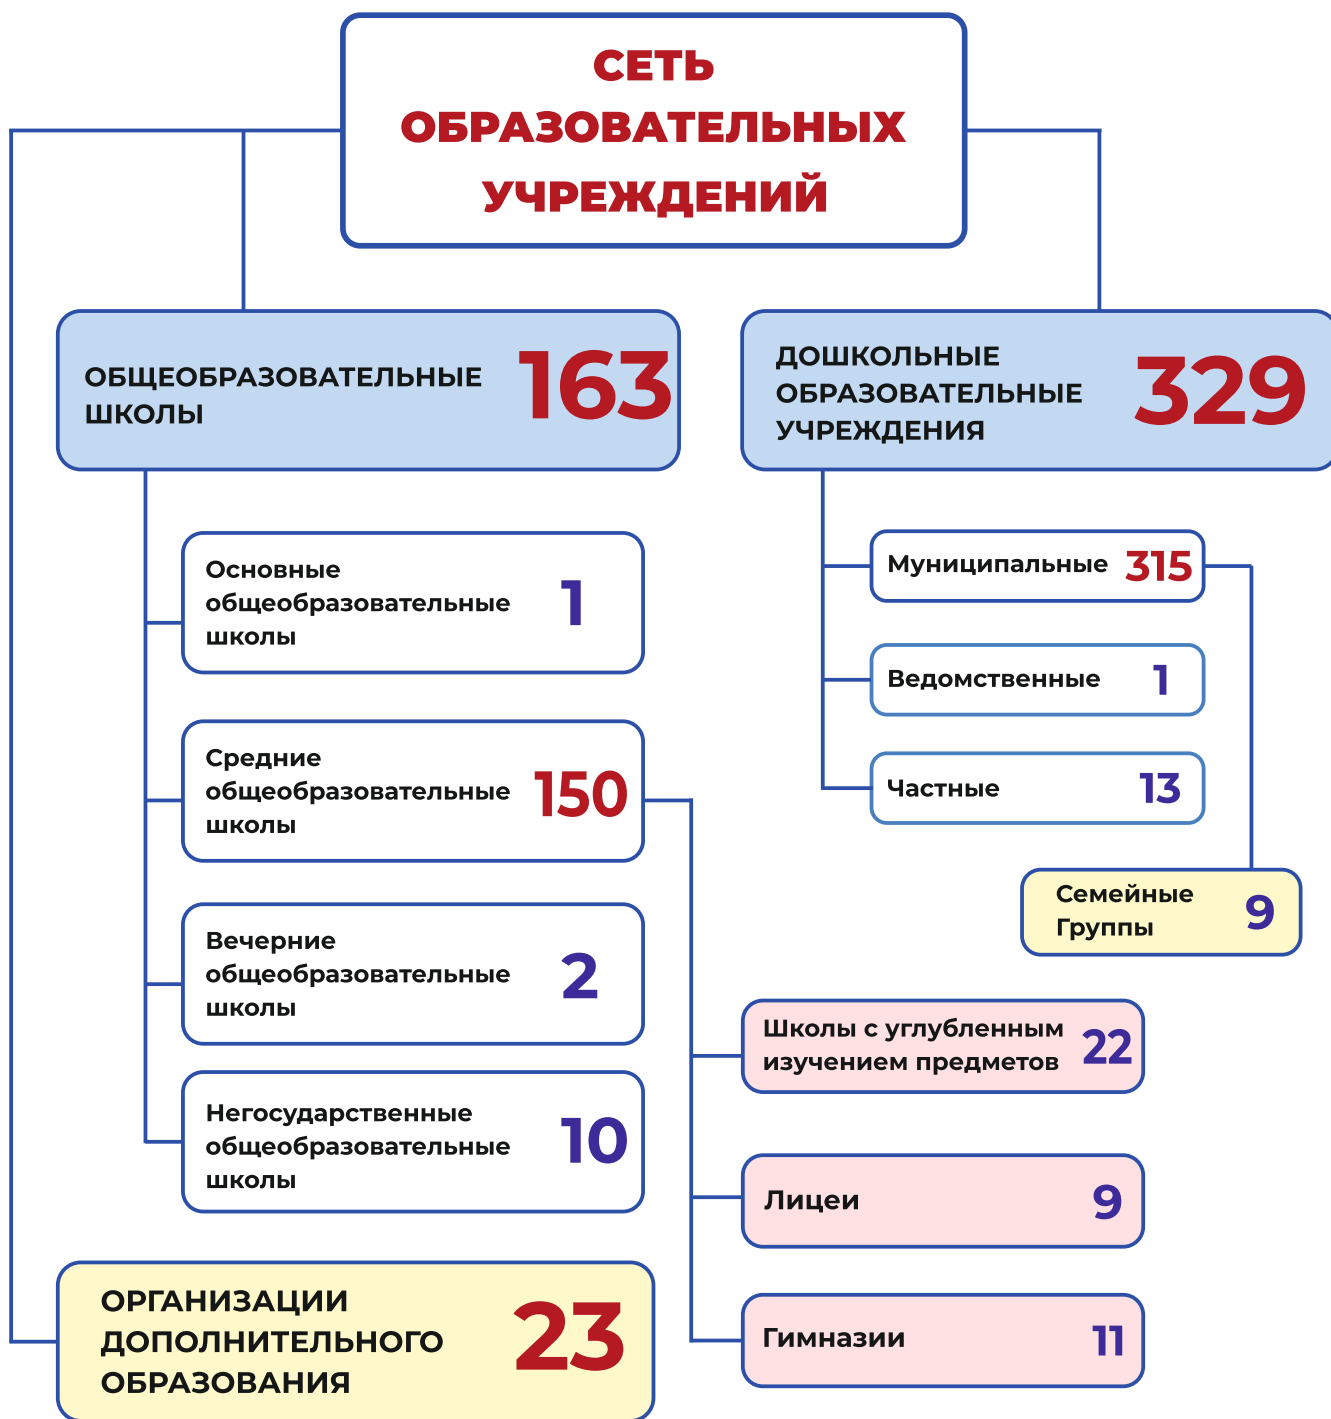 СЕТЬ
ОБРАЗОВАТЕЛЬНЫХ
УЧРЕЖДЕНИЙ
ОБЩЕОБРАЗОВАТЕЛЬНЫЕ
ШКОЛЫ
163
Основные
общеобразовательные
школы
1
Средние
общеобразовательные
школы
150
Вечерние
общеобразовательные
школы
2
Негосударственные
общеобразовательные
школы
10
ДОШКОЛЬНЫЕ
ОБРАЗОВАТЕЛЬНЫЕ
УЧРЕЖДЕНИЯ
329
Муниципальные 315
Ведомственные 1
Частные 13
Семейные
Группы
9
Школы с углубленным
изучением предметов
22
Лицеи 9
Гимназии 11
ОРГАНИЗАЦИИ
ДОПОЛНИТЕЛЬНОГО
ОБРАЗОВАНИЯ
23